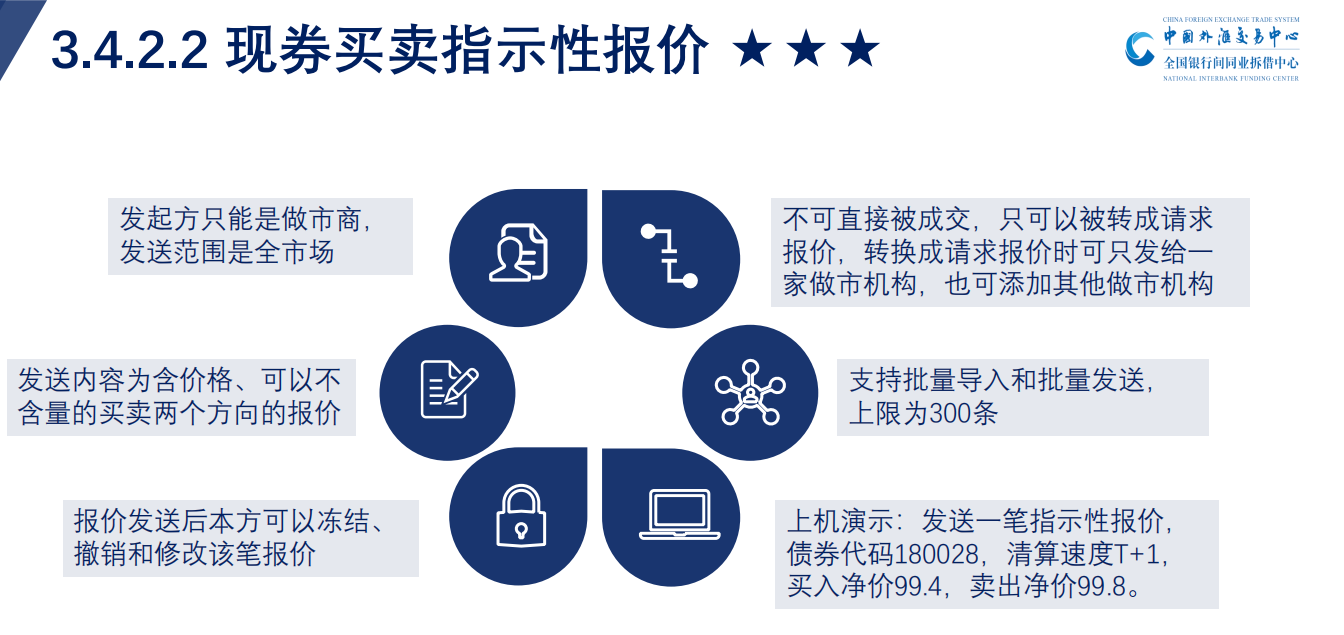 3.4.2.2 现券买卖指示性报价 ★ ★ ★
CHINA FOREIGN EXCHANGE TRADE SYSTEM
中国外汇交易中心
全国银行间同业拆借中心
NATIONAL INTERBANK FUNDING CENTER
发起方只能是做市商，
发送范围是全市场
不可直接被成交，只可以被转成请求
报价，转换成请求报价时可只发给一
家做市机构，也可添加其他做市机构
发送内容为含价格、可以不
含量的买卖两个方向的报价
支持批量导入和批量发送，
上限为300条
报价发送后本方可以冻结、
撤销和修改该笔报价
上机演示：发送一笔指示性报价，
债券代码180028，清算速度T+1，
买入净价99.4，卖出净价99.8。